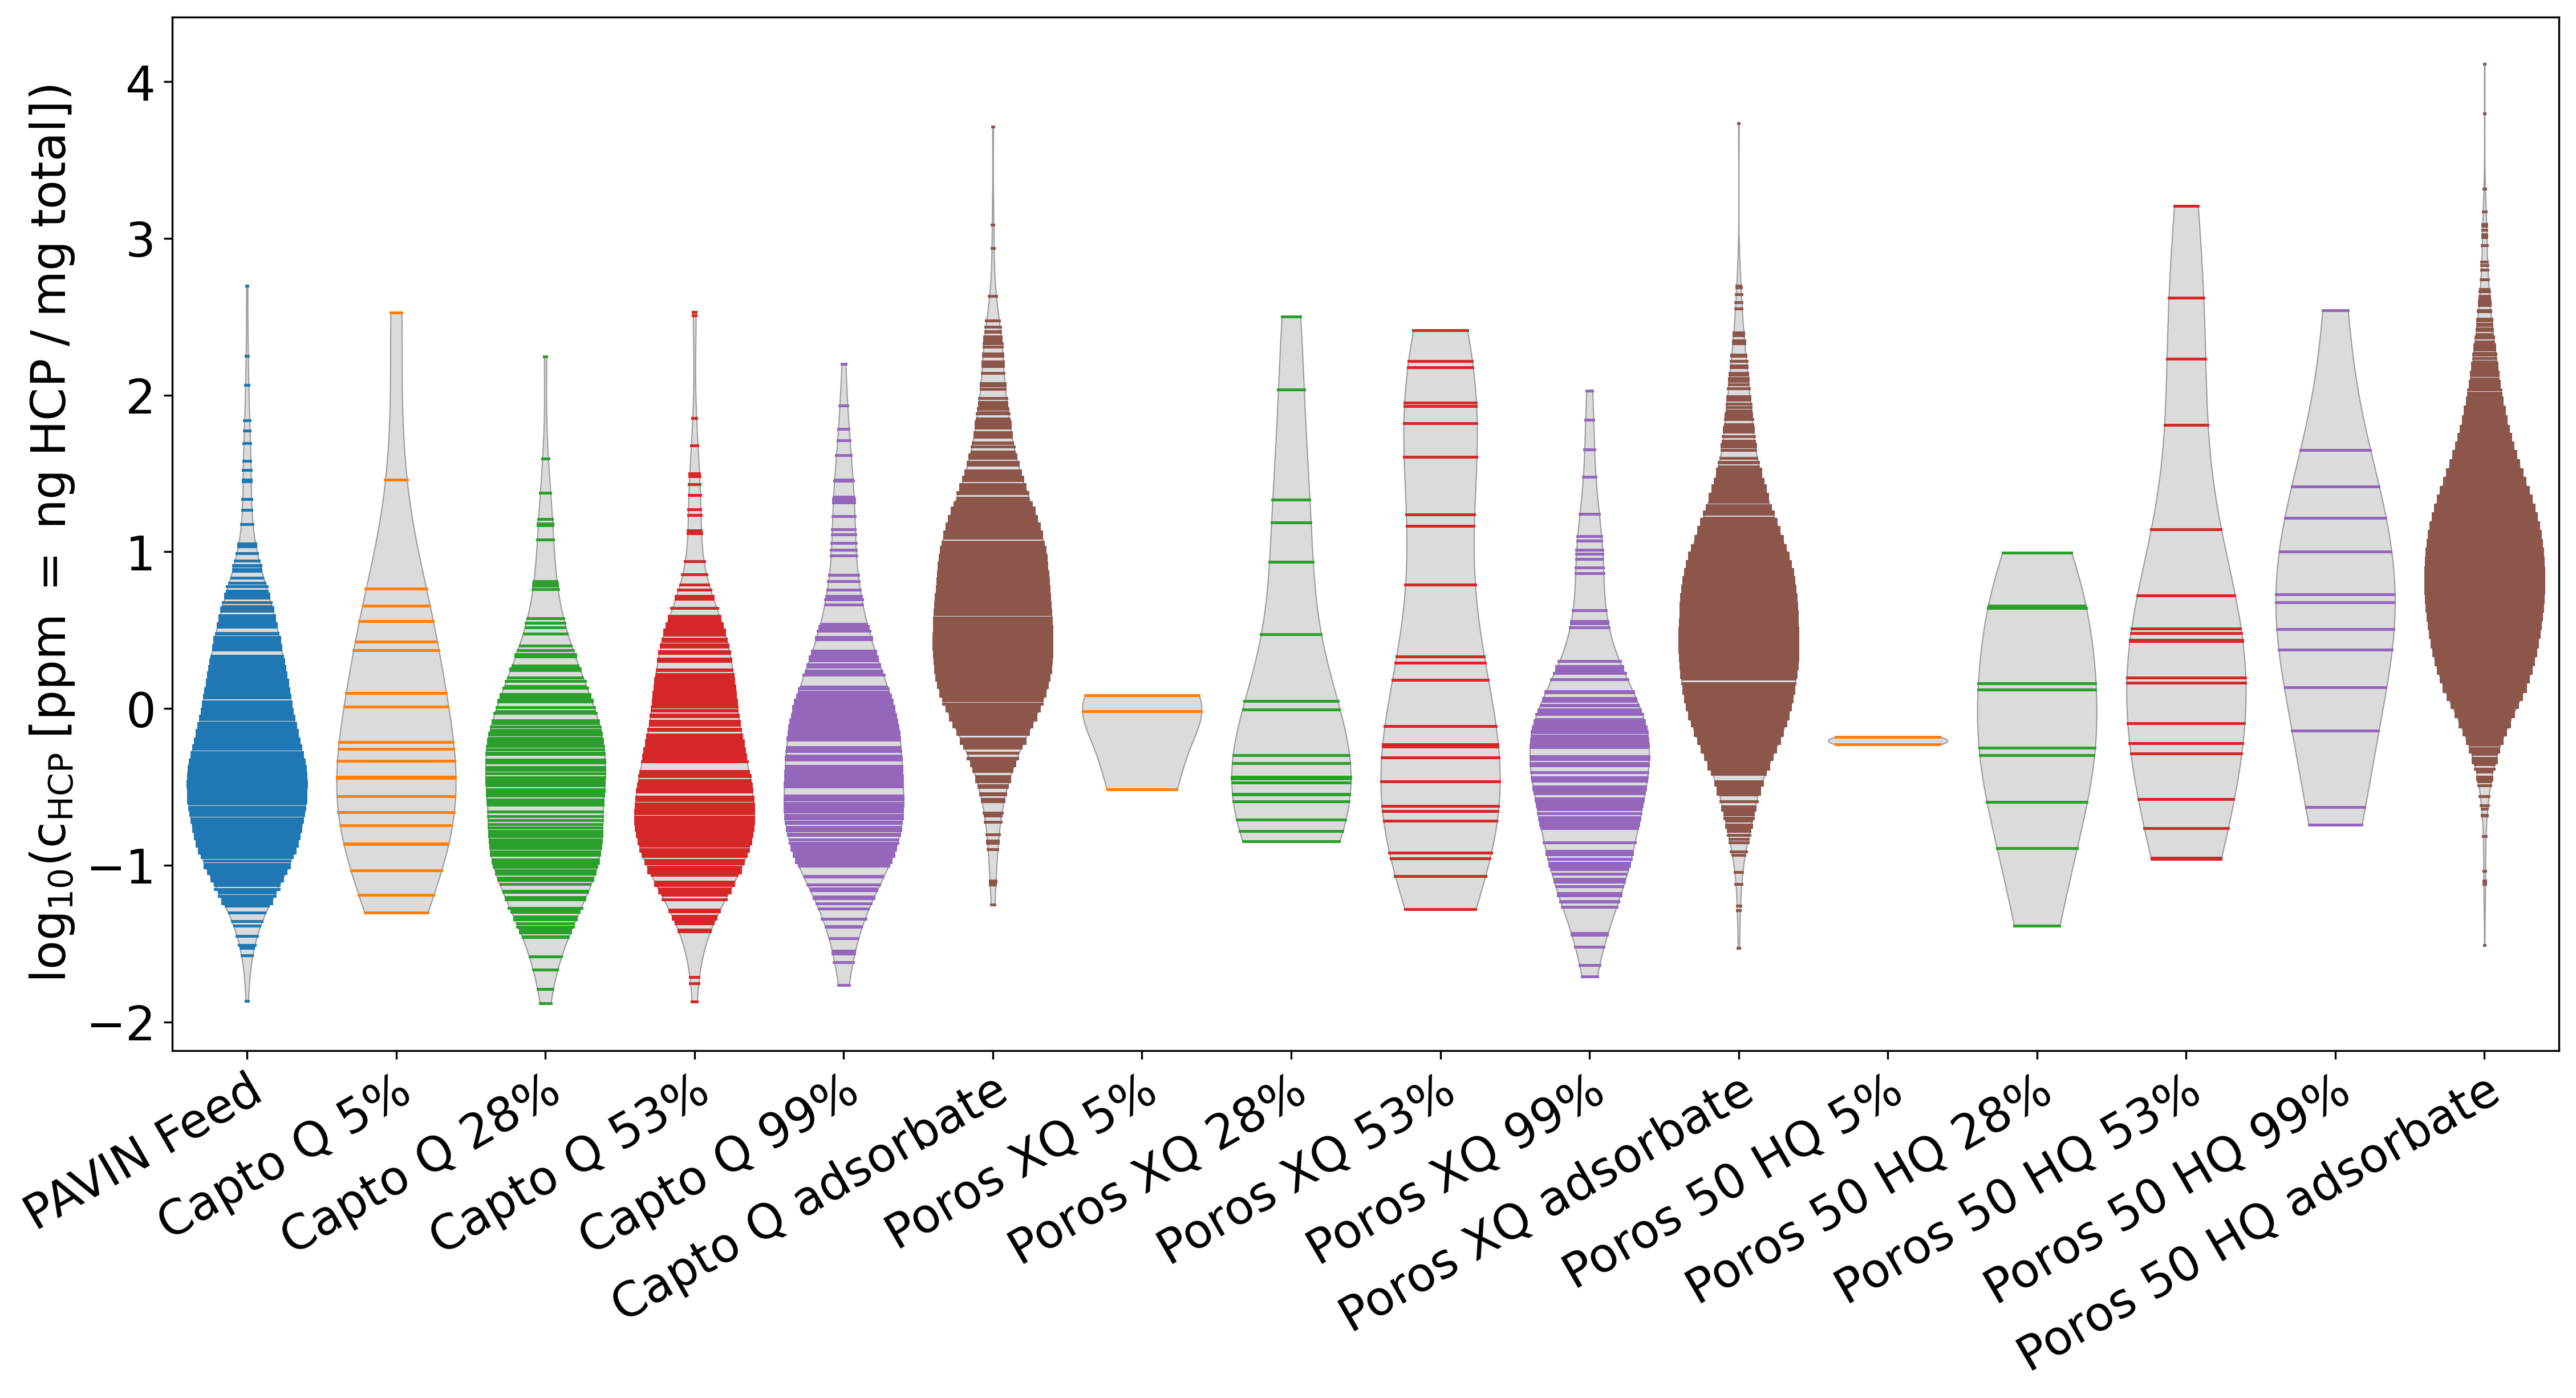 log10(cHCP [ppm = ng HCP / mg total])
4
3
2
1
0
−1
−2
PAVIN Feed
Capto Q 5%
Capto Q 28%
Capto Q 53%
Capto Q 99%
Capto Q adsorbate
Poros XQ 5%
Poros XQ 28%
Poros XQ 53%
Poros XQ 99%
Poros XQ adsorbate
Poros 50 HQ 5%
Poros 50 HQ 28%
Poros 50 HQ 53%
Poros 50 HQ 99%
Poros 50 HQ adsorbate